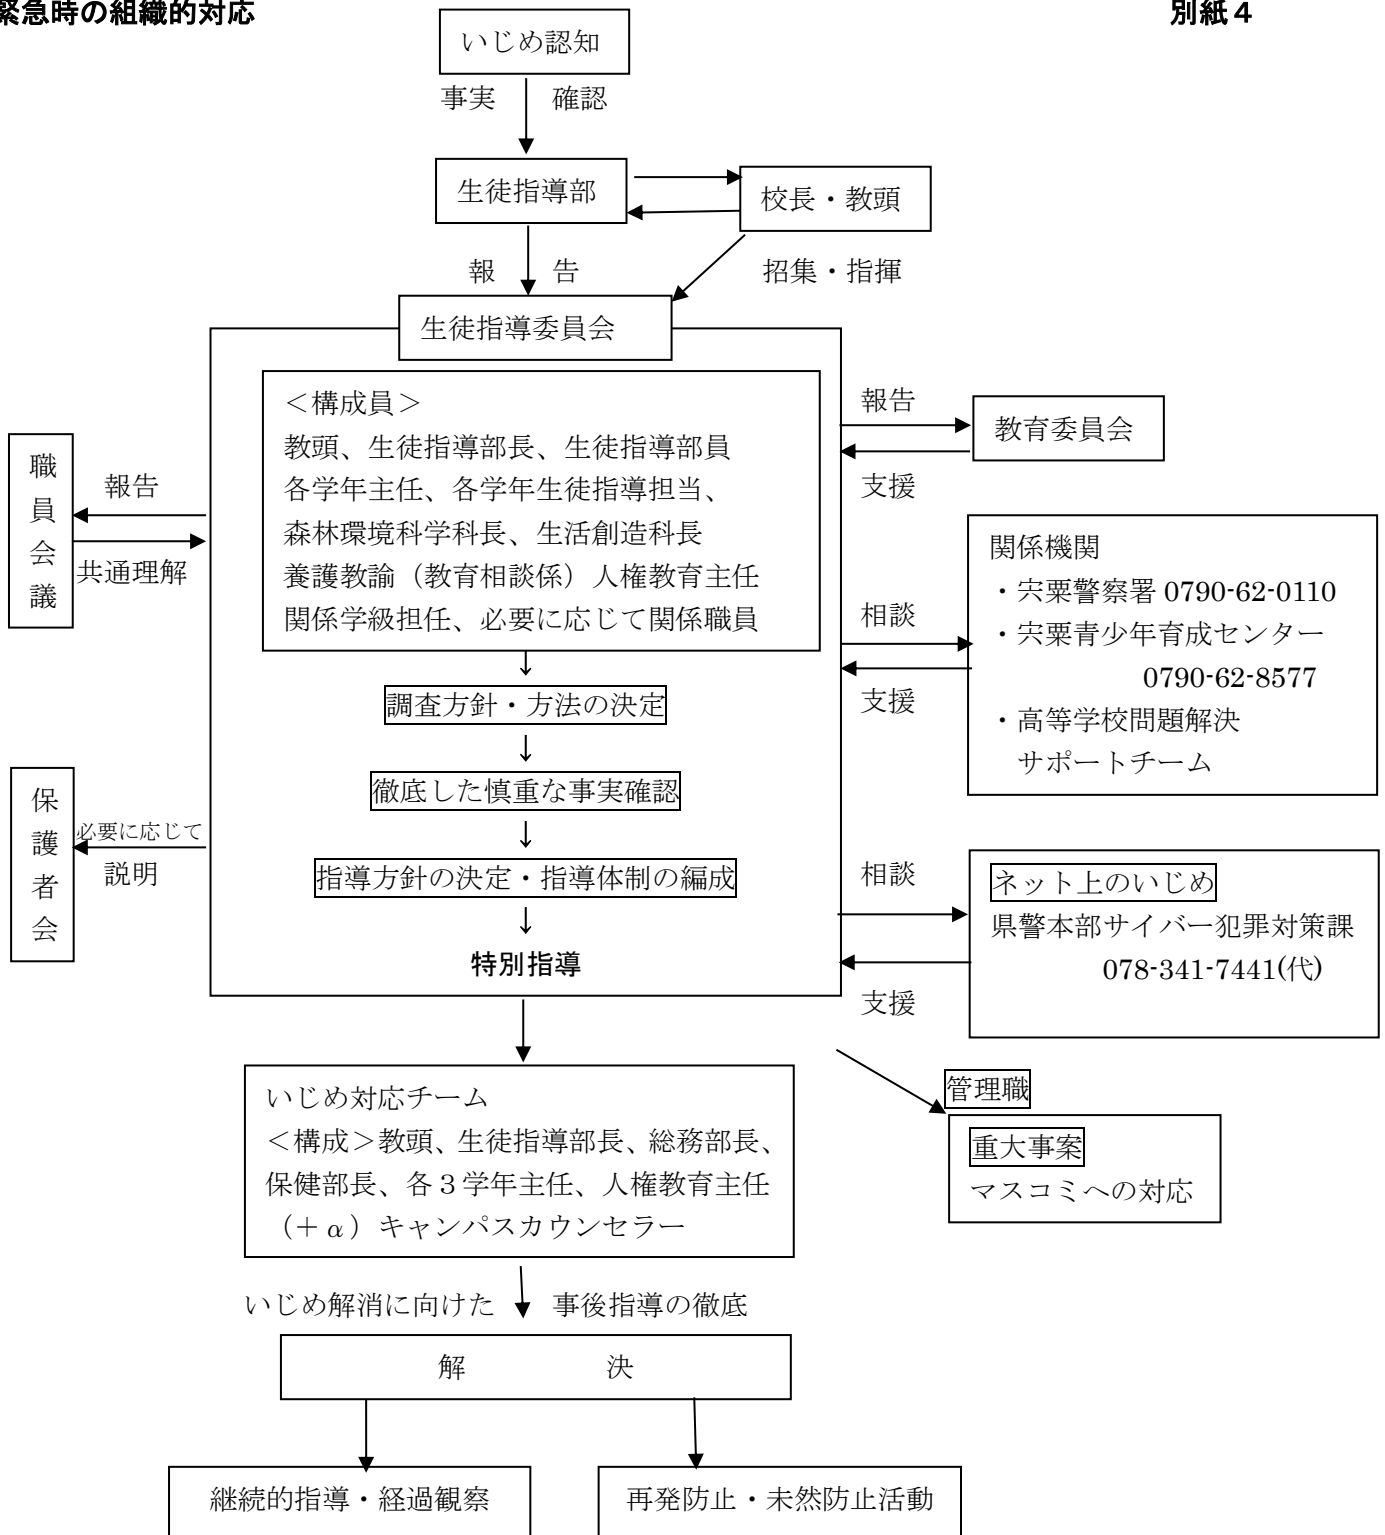 緊急時の組織的対応
別紙４
いじめ認知
事実 確認
生徒指導部
校長・教頭
報 告
招集・指揮
生徒指導委員会
＜構成員＞
教頭、生徒指導部長、生徒指導部員
各学年主任、各学年生徒指導担当、
森林環境科学科長、生活創造科長
養護教諭（教育相談係）人権教育主任
関係学級担任、必要に応じて関係職員
↓
調査方針・方法の決定
↓
徹底した慎重な事実確認
↓
指導方針の決定・指導体制の編成
↓
特別指導
職員会議
報告
共通理解
保護者会
必要に応じて
説明
報告
教育委員会
支援
相談
支援
関係機関
・宍粟警察署 0790-62-0110
・宍粟青少年育成センター
0790-62-8577
・高等学校問題解決
サポートチーム
相談
支援
ネット上のいじめ
県警本部サイバー犯罪対策課
078-341-7441(代)
管理職
重大事案
マスコミへの対応
いじめ対応チーム
＜構成＞教頭、生徒指導部長、総務部長、
保健部長、各３学年主任、人権教育主任
（＋α）キャンパスカウンセラー
いじめ解消に向けた 事後指導の徹底
解 決
継続的指導・経過観察
再発防止・未然防止活動